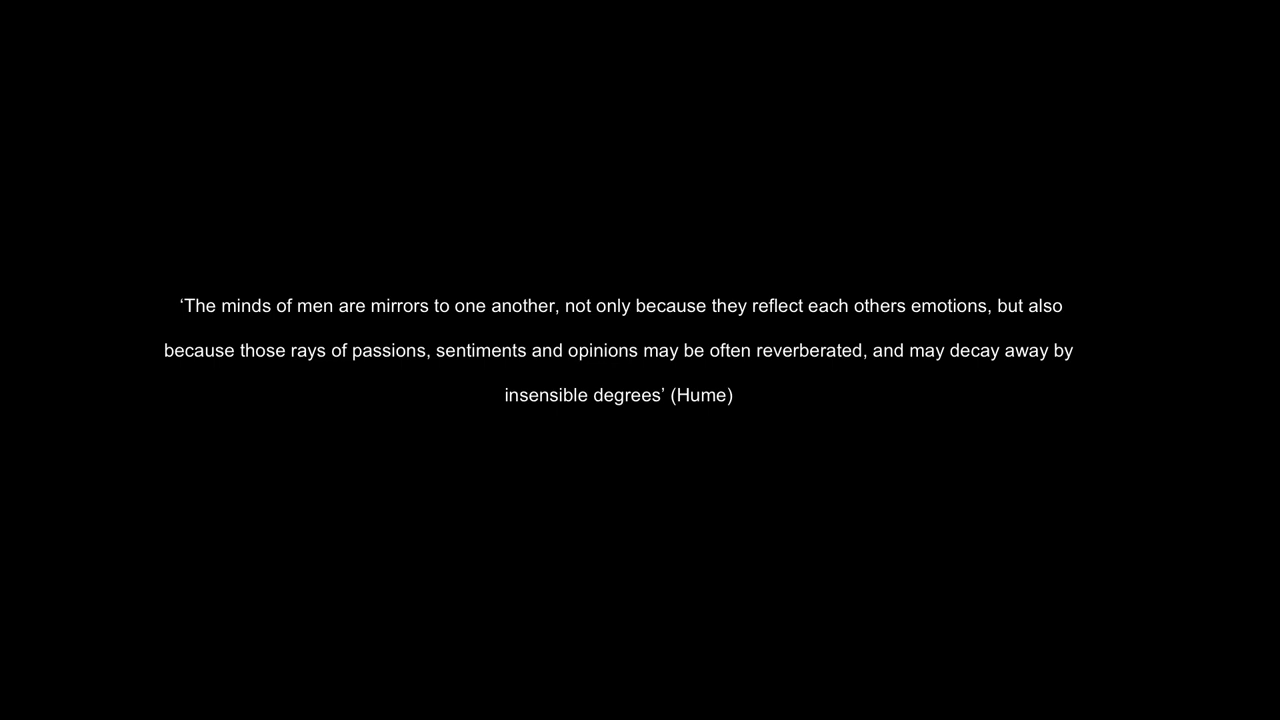 ‘The minds of men are mirrors to one another, not only because they reflect each others emotions, but also
because those rays of passions, sentiments and opinions may be often reverberated, and may decay away by
insensible degrees’ (Hume)